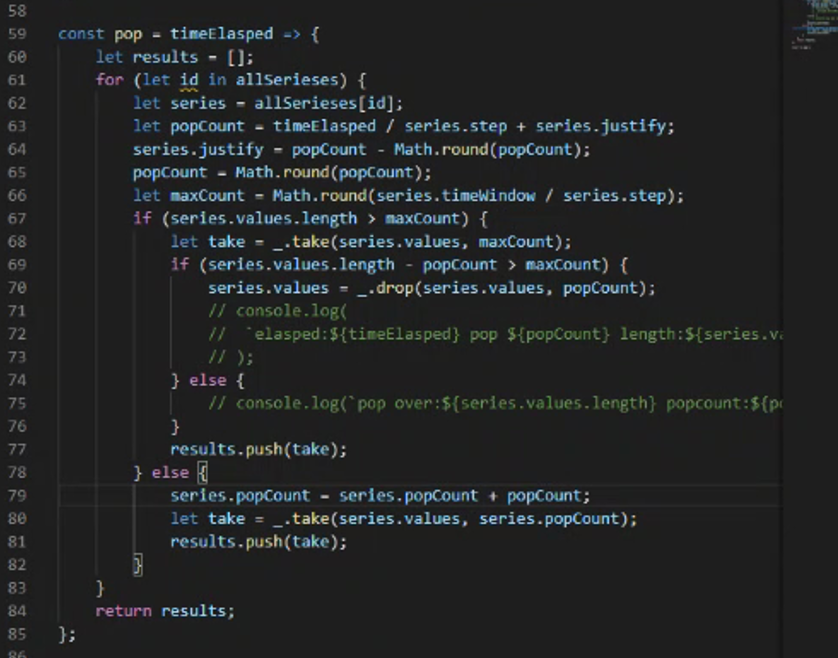 58
59 const pop = timeElasped => {
60 let results = [];
61 for (let id in allSerieses) {
62 let series = allSerieses[id];
63 let popCount = timeElasped / series.step + series.justify;
64 series.justify = popCount - Math.round(popCount);
65 popCount = Math.round(popCount);
66 let maxCount = Math.round(series.timeWindow / series.step);
67 if (series.values.length > maxCount) {
68 let take = _.take(series.values, maxCount);
69 if (series.values.length - popCount > maxCount) {
70 series.values = _.drop(series.values, popCount);
71 // console.log(
72 // `elasped:${timeElasped} pop ${popCount} length:${series.va
73 // );
74 } else {
75 // console.log(`pop over:${series.values.length} popcount:${po
76 }
77 results.push(take);
78 } else {
79 series.popCount = series.popCount + popCount;
80 let take = _.take(series.values, series.popCount);
81 results.push(take);
82 }
83 }
84 return results;
85 };
86